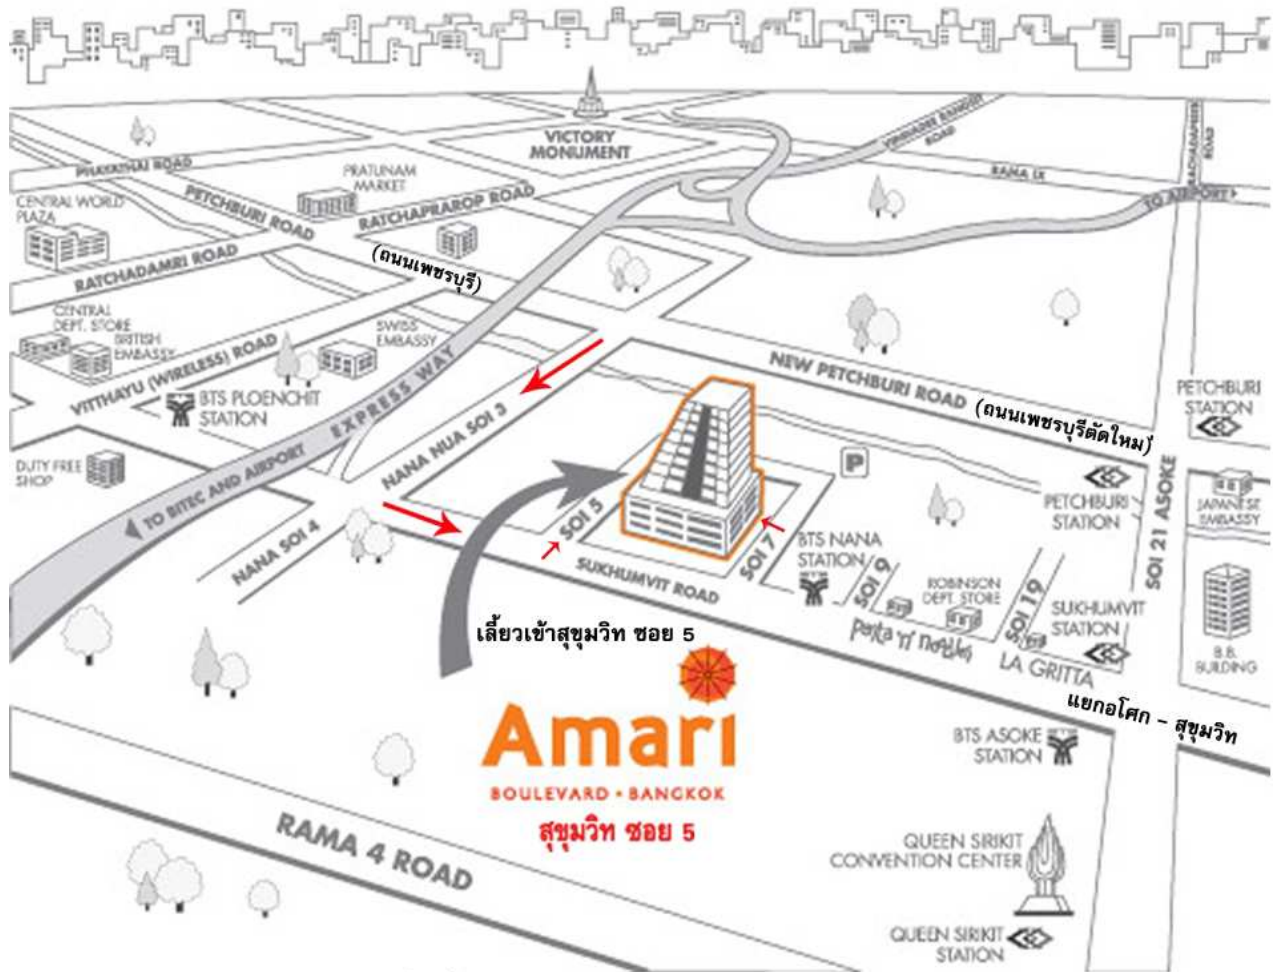 VICTORY
MONUMENT
VIBHADEE RANGSIT
ROAD
RAMA IX
RACHADAPISEK
ROAD
TO AIRPORT
PHAYATHAI ROAD
PRATUNAM
MARKET
PETCHBURI ROAD
RATCHAPRAROP ROAD
CENTRAL WORLD
PLAZA
RATCHADAMRI ROAD
(ถนนเพชรบุรี)
CENTRAL
DEPT. STORE
BRITISH
EMBASSY
SWISS
EMBASSY
VITTHAYU (WIRELESS) ROAD
BTS PLOENCHIT
STATION
EXPRESS WAY
NEW PETCHBURI ROAD
(ถนนเพชรบุรีตัดใหม่)
PETCHBURI
STATION
DUTY FREE
SHOP
TO BITEC AND AIRPORT
NANA NUA SOI 3
P
PETCHBURI
STATION
SOI 21 ASOKE
JAPANESE
EMBASSY
NANA SOI 4
SOI 5
SOI 7
SUKHUMVIT ROAD
BTS NANA
STATION
SOI 9
ROBINSON
DEPT. STORE
SOI 19
SUKHUMVIT
STATION
pasta 'n' noodles
LA GRITTA
B.B.
BUILDING
เลี้ยวเข้าสุขุมวิท ซอย 5
แยกอโศก - สุขุมวิท
Amari
BOULEVARD • BANGKOK
สุขุมวิท ซอย 5
BTS ASOKE
STATION
RAMA 4 ROAD
QUEEN SIRIKIT
CONVENTION CENTER
QUEEN SIRIKIT
STATION